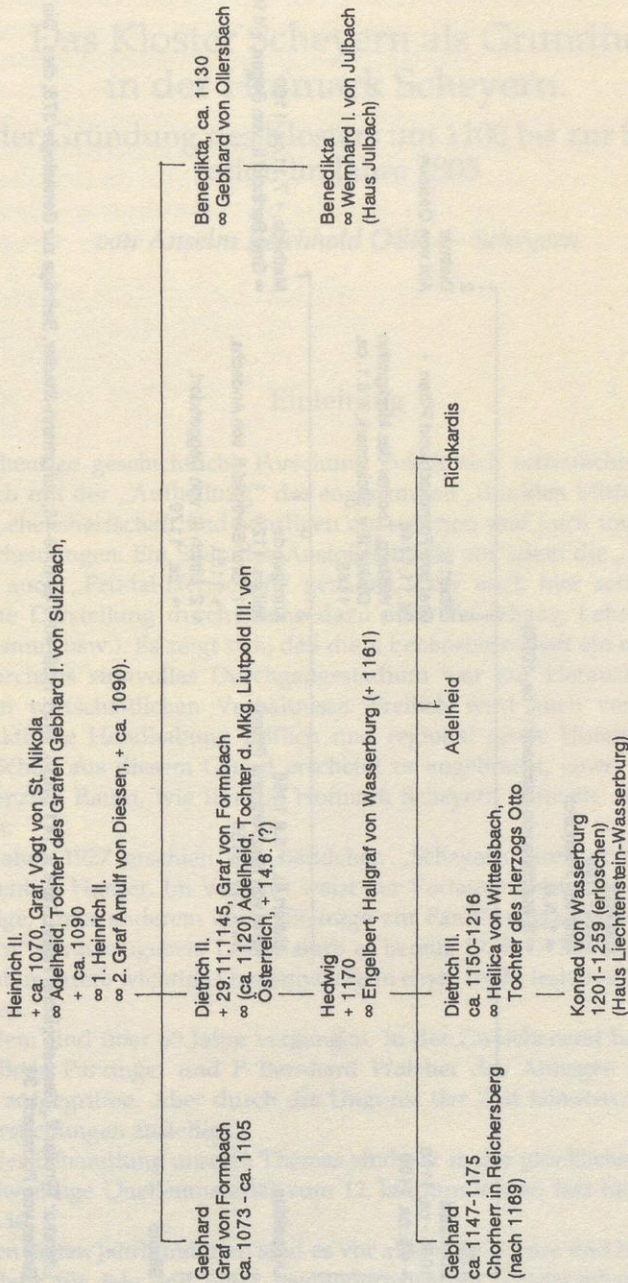 Heinrich II.
+ ca. 1070, Graf, Vogt von St. Nikola
∞ Adelheid, Tochter des Grafen Gebhard I. von Sulzbach,
+ ca. 1090
∞ 1. Heinrich II.
∞ 2. Graf Arnulf von Diessen, + ca. 1090).
Gebhard
Graf von Formbach
ca. 1073 - ca. 1105
Dietrich II.
+ 29.11.1145, Graf von Formbach
∞ (ca. 1120) Adelheid, Tochter d. Mkg. Liutpold III. von
Österreich, + 14.6. (?)
Benedikta, ca. 1130
∞ Gebhard von Ollersbach
Hedwig
+ 1170
∞ Engelbert, Hallgraf von Wasserburg (+ 1161)
Benedikta
∞ Wernhard I. von Julbach
(Haus Julbach)
Gebhard
ca. 1147-1175
Chorherr in Reichersberg
(nach 1169)
Dietrich III.
ca. 1150-1216
∞ Heilica von Wittelsbach,
Tochter des Herzogs Otto
Adelheid
Richkardis
Konrad von Wasserburg
1201-1259 (erloschen)
(Haus Liechtenstein-Wasserburg)